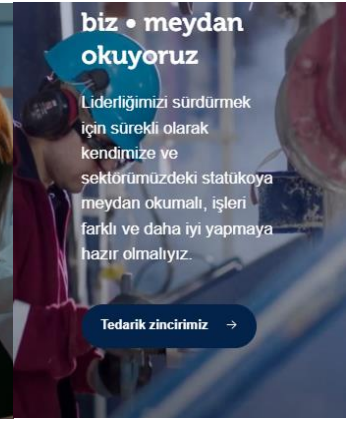 biz • meydan
okuyoruz
Liderliğimizi sürdürmek
için sürekli olarak
kendimize ve
sektörümüzdeki statükoya
meydan okumalı, işleri
farklı ve daha iyi yapmaya
hazır olmalıyız.
Tedarik zincirimiz →